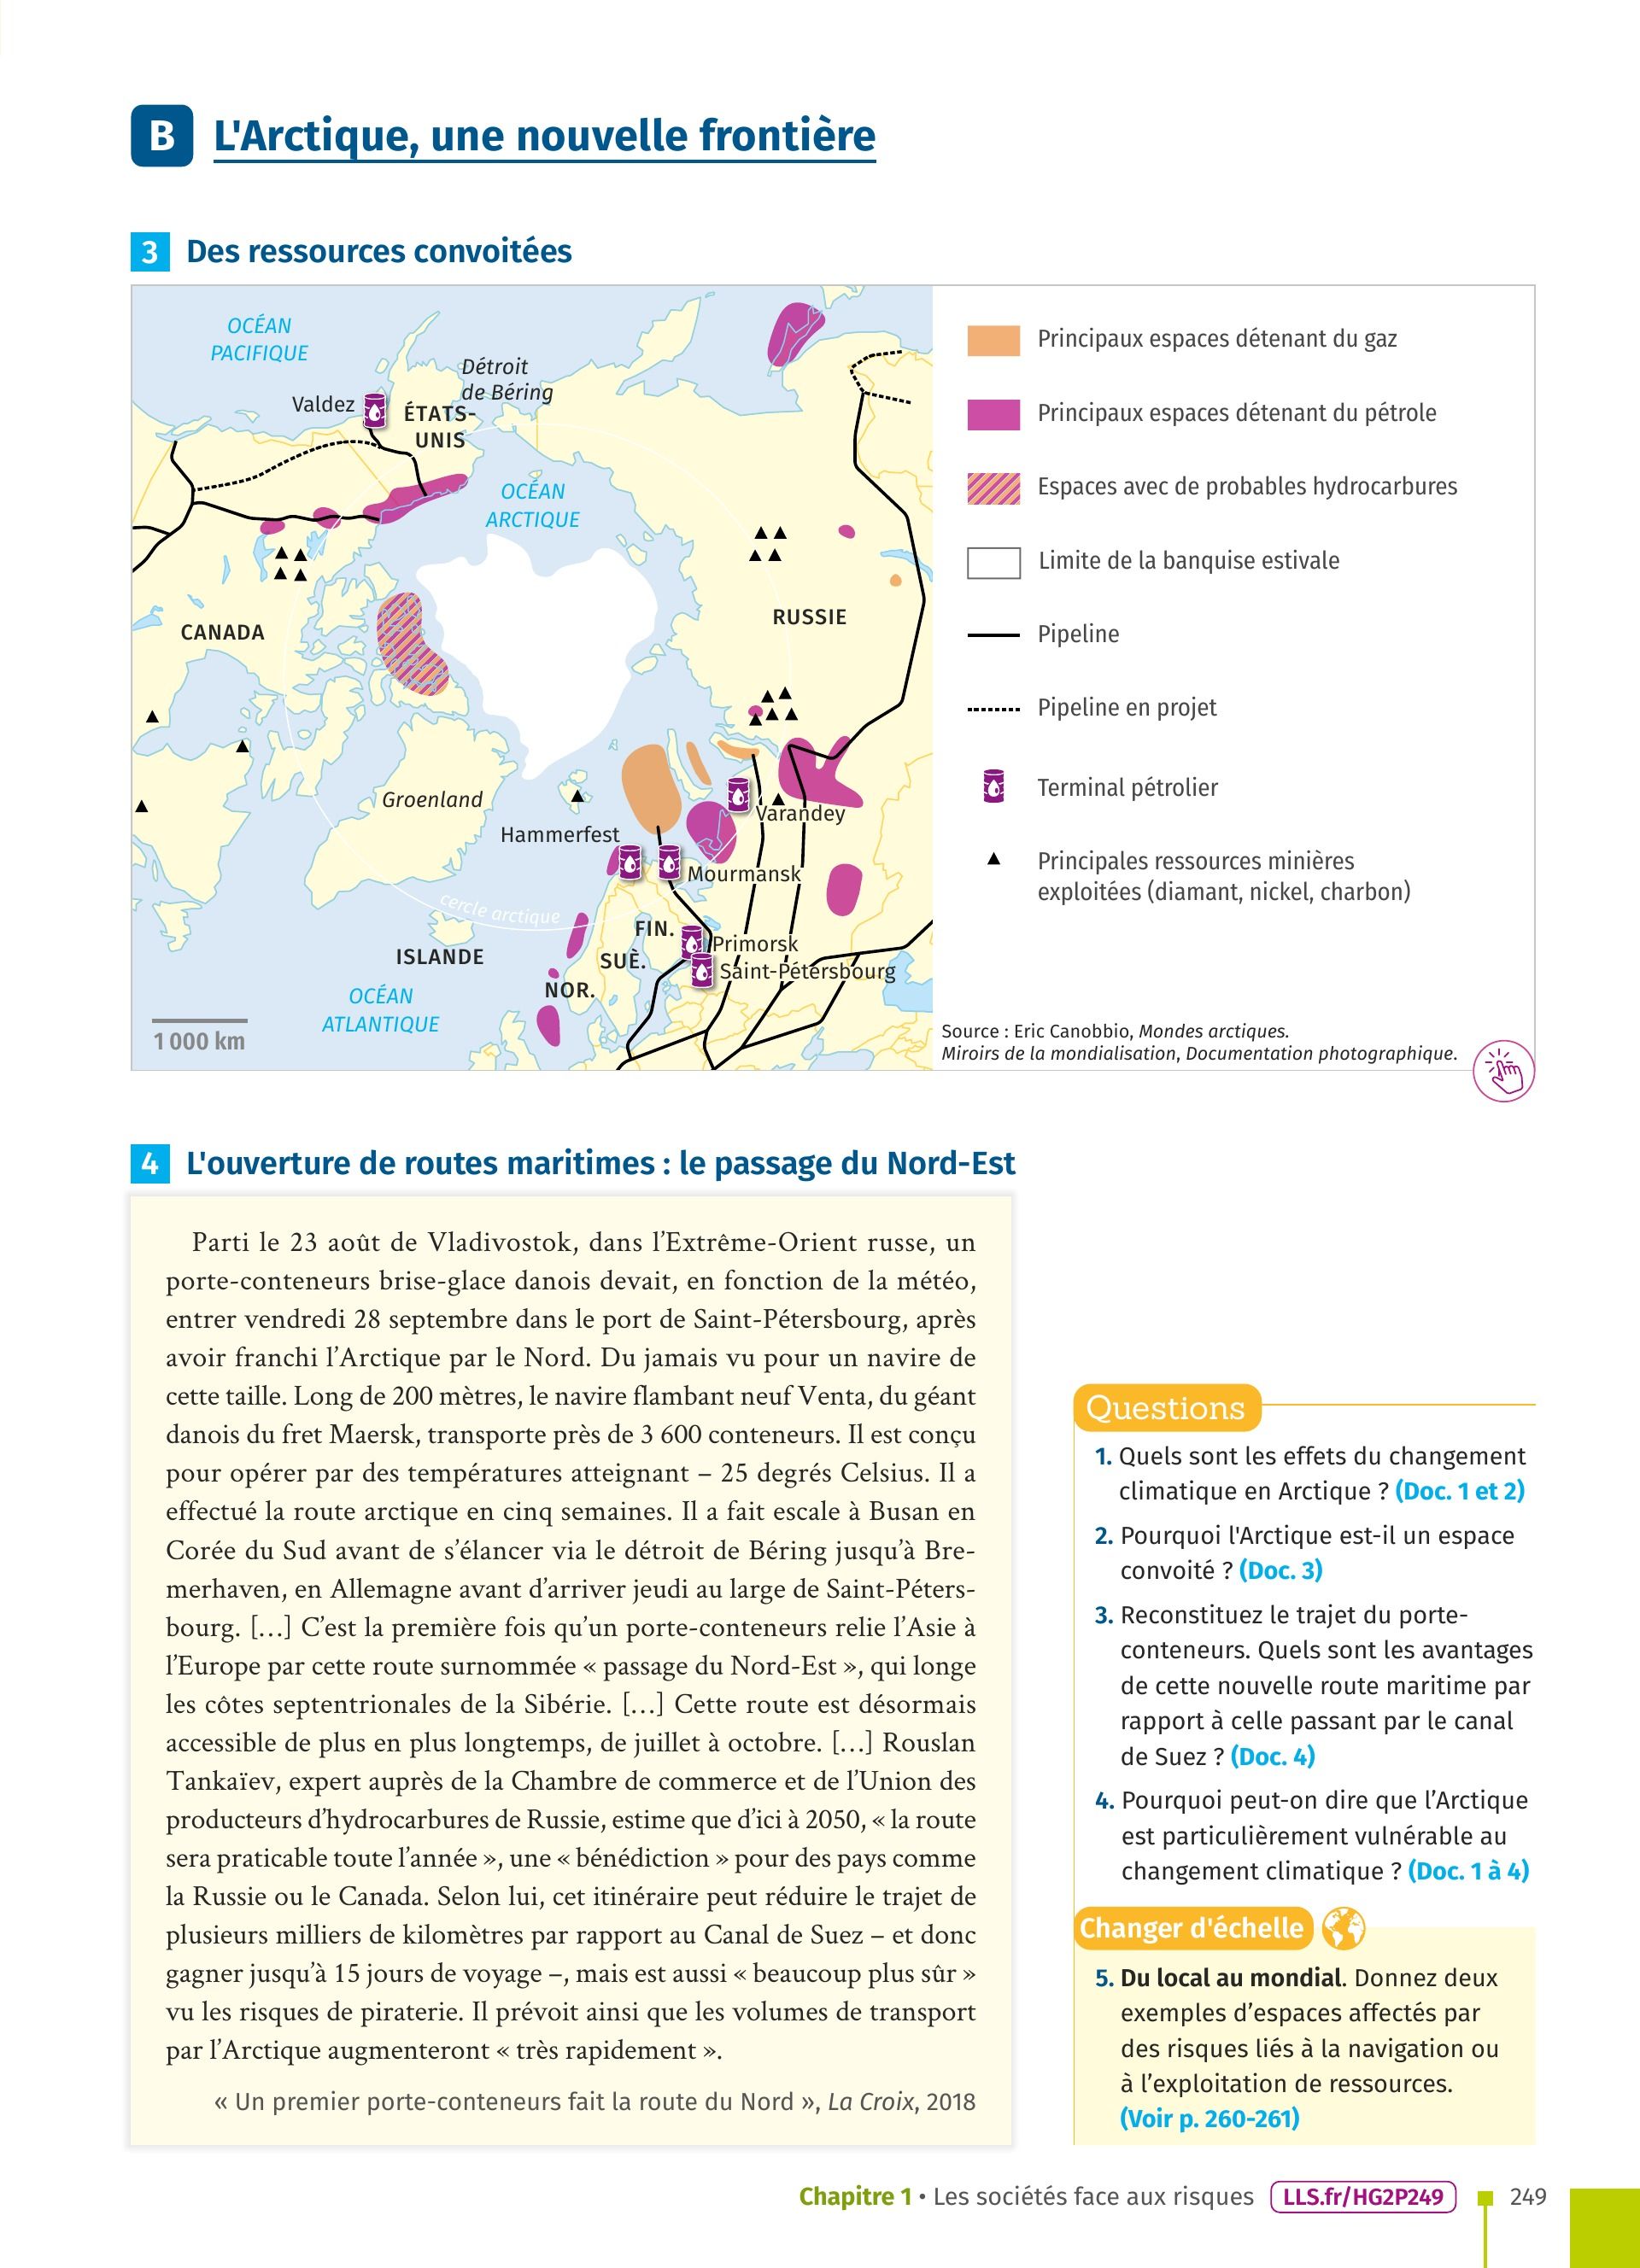 B L'Arctique, une nouvelle frontière
3 Des ressources convoitées
OCÉAN
PACIFIQUE
Détroit
de Béring
Valdez
ÉTATS-
UNIS
OCÉAN
ARCTIQUE
RUSSIE
CANADA
Groenland
Varandey
Hammerfest
Mourmansk
cercle arctique
FIN.
Primorsk
ISLANDE
SUÈ.
Saint-Pétersbourg
NOR.
OCÉAN
ATLANTIQUE
1 000 km
Principaux espaces détenant du gaz
Principaux espaces détenant du pétrole
Espaces avec de probables hydrocarbures
Limite de la banquise estivale
Pipeline
Pipeline en projet
Terminal pétrolier
Principales ressources minières
exploitées (diamant, nickel, charbon)
Source : Eric Canobbio, Mondes arctiques.
Miroirs de la mondialisation, Documentation photographique.
4 L'ouverture de routes maritimes : le passage du Nord-Est
Parti le 23 août de Vladivostok, dans l’Extrême-Orient russe, un
porte-conteneurs brise-glace danois devait, en fonction de la météo,
entrer vendredi 28 septembre dans le port de Saint-Pétersbourg, après
avoir franchi l’Arctique par le Nord. Du jamais vu pour un navire de
cette taille. Long de 200 mètres, le navire flambant neuf Venta, du géant
danois du fret Maersk, transporte près de 3 600 conteneurs. Il est conçu
pour opérer par des températures atteignant – 25 degrés Celsius. Il a
effectué la route arctique en cinq semaines. Il a fait escale à Busan en
Corée du Sud avant de s’élancer via le détroit de Béring jusqu’à Bre-
merhaven, en Allemagne avant d’arriver jeudi au large de Saint-Péters-
bourg. […] C’est la première fois qu’un porte-conteneurs relie l’Asie à
l’Europe par cette route surnommée « passage du Nord-Est », qui longe
les côtes septentrionales de la Sibérie. […] Cette route est désormais
accessible de plus en plus longtemps, de juillet à octobre. […] Rouslan
Tankaïev, expert auprès de la Chambre de commerce et de l’Union des
producteurs d’hydrocarbures de Russie, estime que d’ici à 2050, « la route
sera praticable toute l’année », une « bénédiction » pour des pays comme
la Russie ou le Canada. Selon lui, cet itinéraire peut réduire le trajet de
plusieurs milliers de kilomètres par rapport au Canal de Suez – et donc
gagner jusqu’à 15 jours de voyage –, mais est aussi « beaucoup plus sûr »
vu les risques de piraterie. Il prévoit ainsi que les volumes de transport
par l’Arctique augmenteront « très rapidement ».
« Un premier porte-conteneurs fait la route du Nord », La Croix, 2018
Questions
1. Quels sont les effets du changement
climatique en Arctique ? (Doc. 1 et 2)
2. Pourquoi l'Arctique est-il un espace
convoité ? (Doc. 3)
3. Reconstituez le trajet du porte-
conteneurs. Quels sont les avantages
de cette nouvelle route maritime par
rapport à celle passant par le canal
de Suez ? (Doc. 4)
4. Pourquoi peut-on dire que l’Arctique
est particulièrement vulnérable au
changement climatique ? (Doc. 1 à 4)
Changer d'échelle
5. Du local au mondial. Donnez deux
exemples d’espaces affectés par
des risques liés à la navigation ou
à l’exploitation de ressources.
(Voir p. 260-261)
Chapitre 1 • Les sociétés face aux risques LLS.fr/HG2P249 249